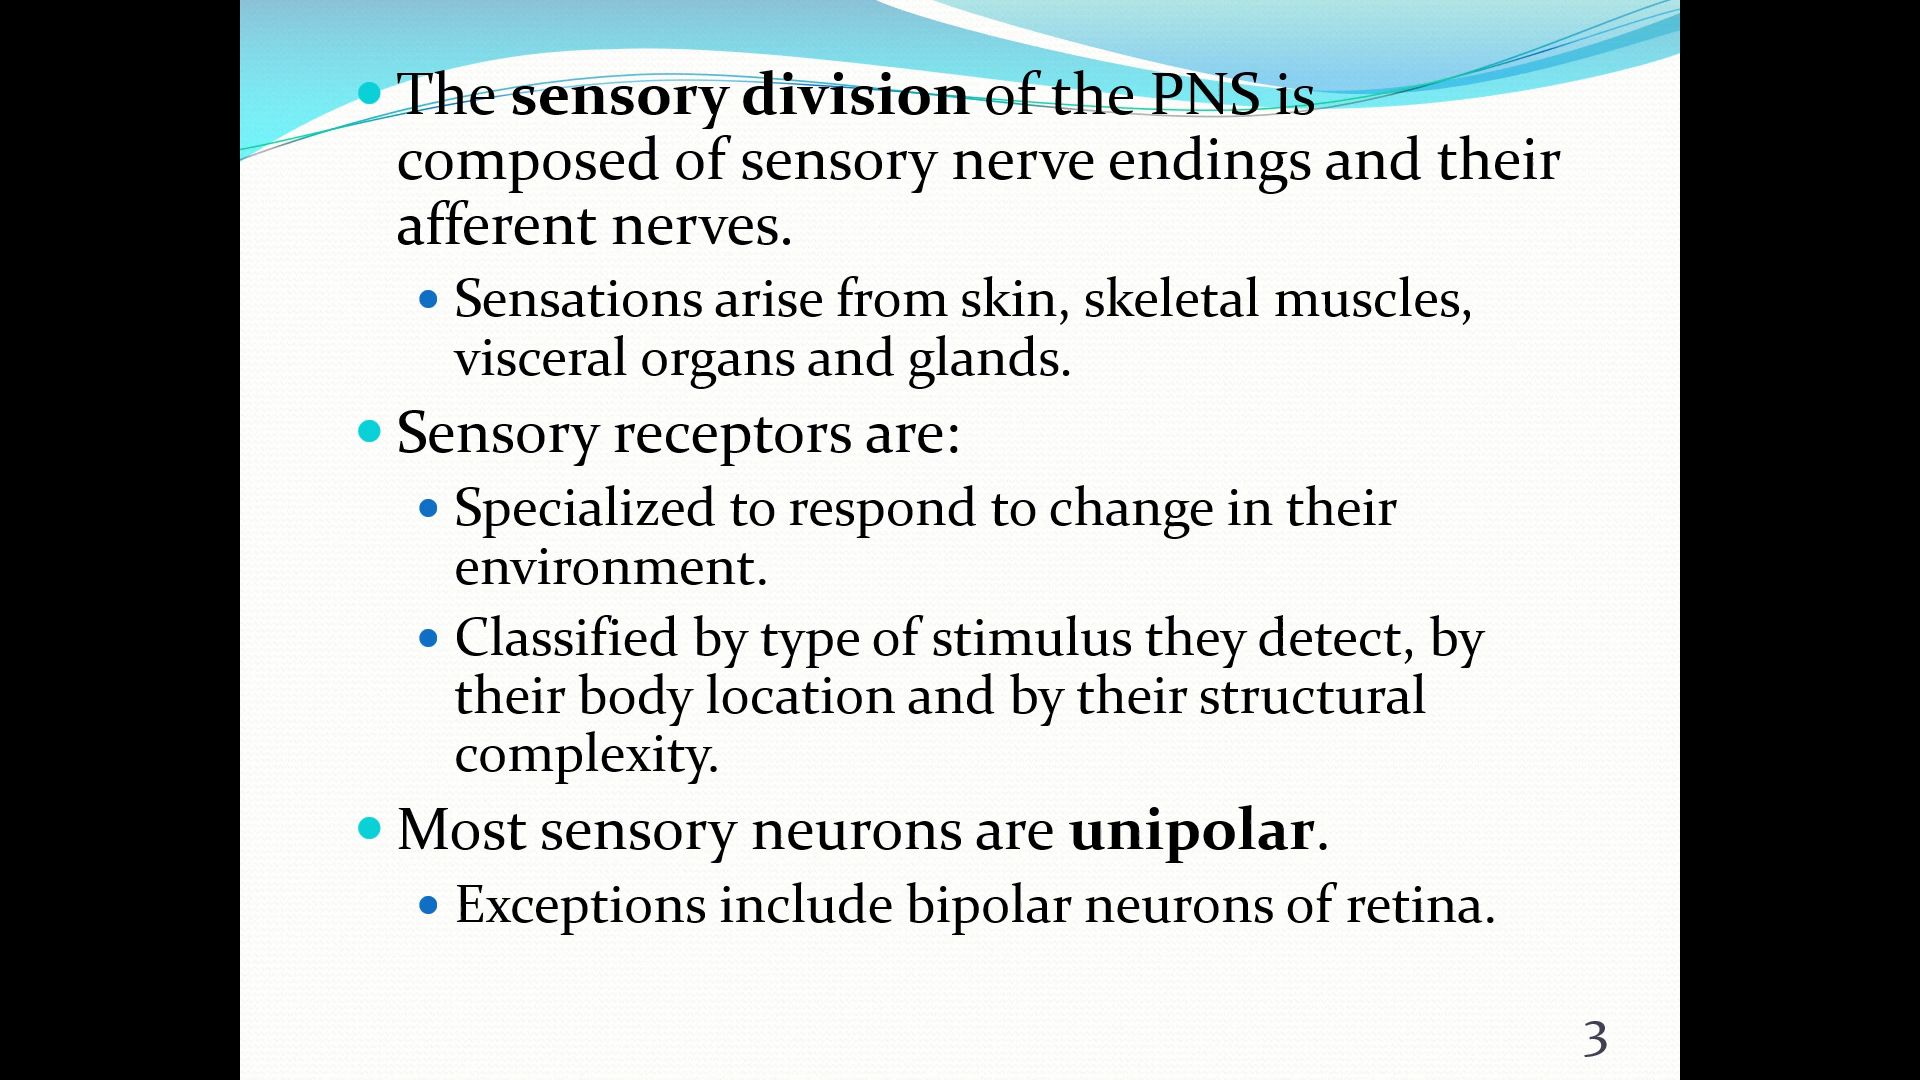 The sensory division of the PNS is
composed of sensory nerve endings and their
afferent nerves.
Sensations arise from skin, skeletal muscles,
visceral organs and glands.
Sensory receptors are:
Specialized to respond to change in their
environment.
Classified by type of stimulus they detect, by
their body location and by their structural
complexity.
Most sensory neurons are unipolar.
Exceptions include bipolar neurons of retina.
3